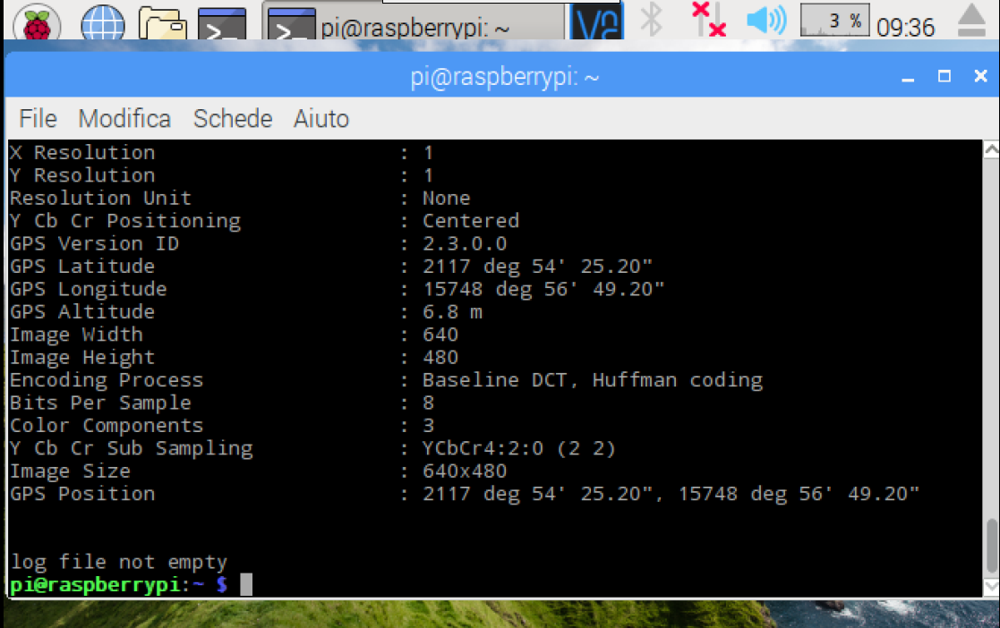 >_ >_ pi@raspberrypi: ~ V2 3 % 09:36
pi@raspberrypi: ~
File Modifica Schede Aiuto
X Resolution : 1
Y Resolution : 1
Resolution Unit : None
Y Cb Cr Positioning : Centered
GPS Version ID : 2.3.0.0
GPS Latitude : 2117 deg 54' 25.20"
GPS Longitude : 15748 deg 56' 49.20"
GPS Altitude : 6.8 m
Image Width : 640
Image Height : 480
Encoding Process : Baseline DCT, Huffman coding
Bits Per Sample : 8
Color Components : 3
Y Cb Cr Sub Sampling : YCbCr4:2:0 (2 2)
Image Size : 640x480
GPS Position : 2117 deg 54' 25.20", 15748 deg 56' 49.20"
log file not empty
pi@raspberrypi:~ $